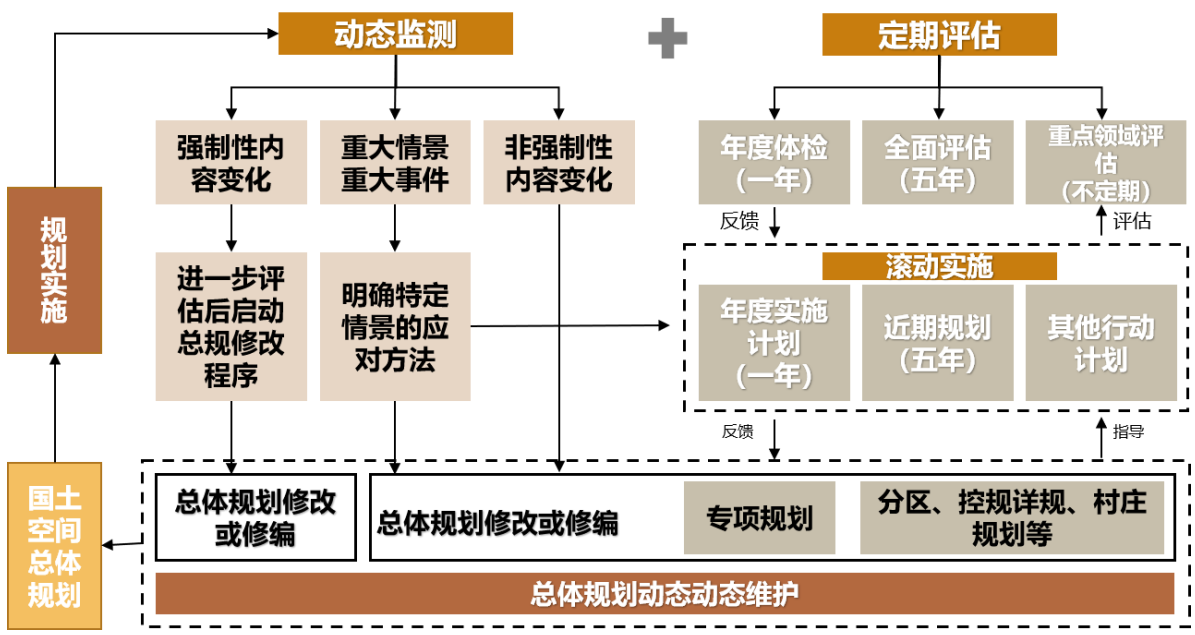 动态监测
定期评估
强制性内
容变化
重大情景
重大事件
非强制性
内容变化
年度体检
（一年）
全面评估
（五年）
重点领域评
估
（不定期）
反馈
评估
规
划
实
施
进一步评
估后启动
总规修改
程序
明确特定
情景的应
对方法
滚动实施
年度实施
计划
（一年）
近期规划
（五年）
其他行动
计划
反馈
指导
国土
空间
总体
规划
总体规划修改
或修编
总体规划修改或修编
专项规划
分区、控规详规、村庄
规划等
总体规划动态动态维护